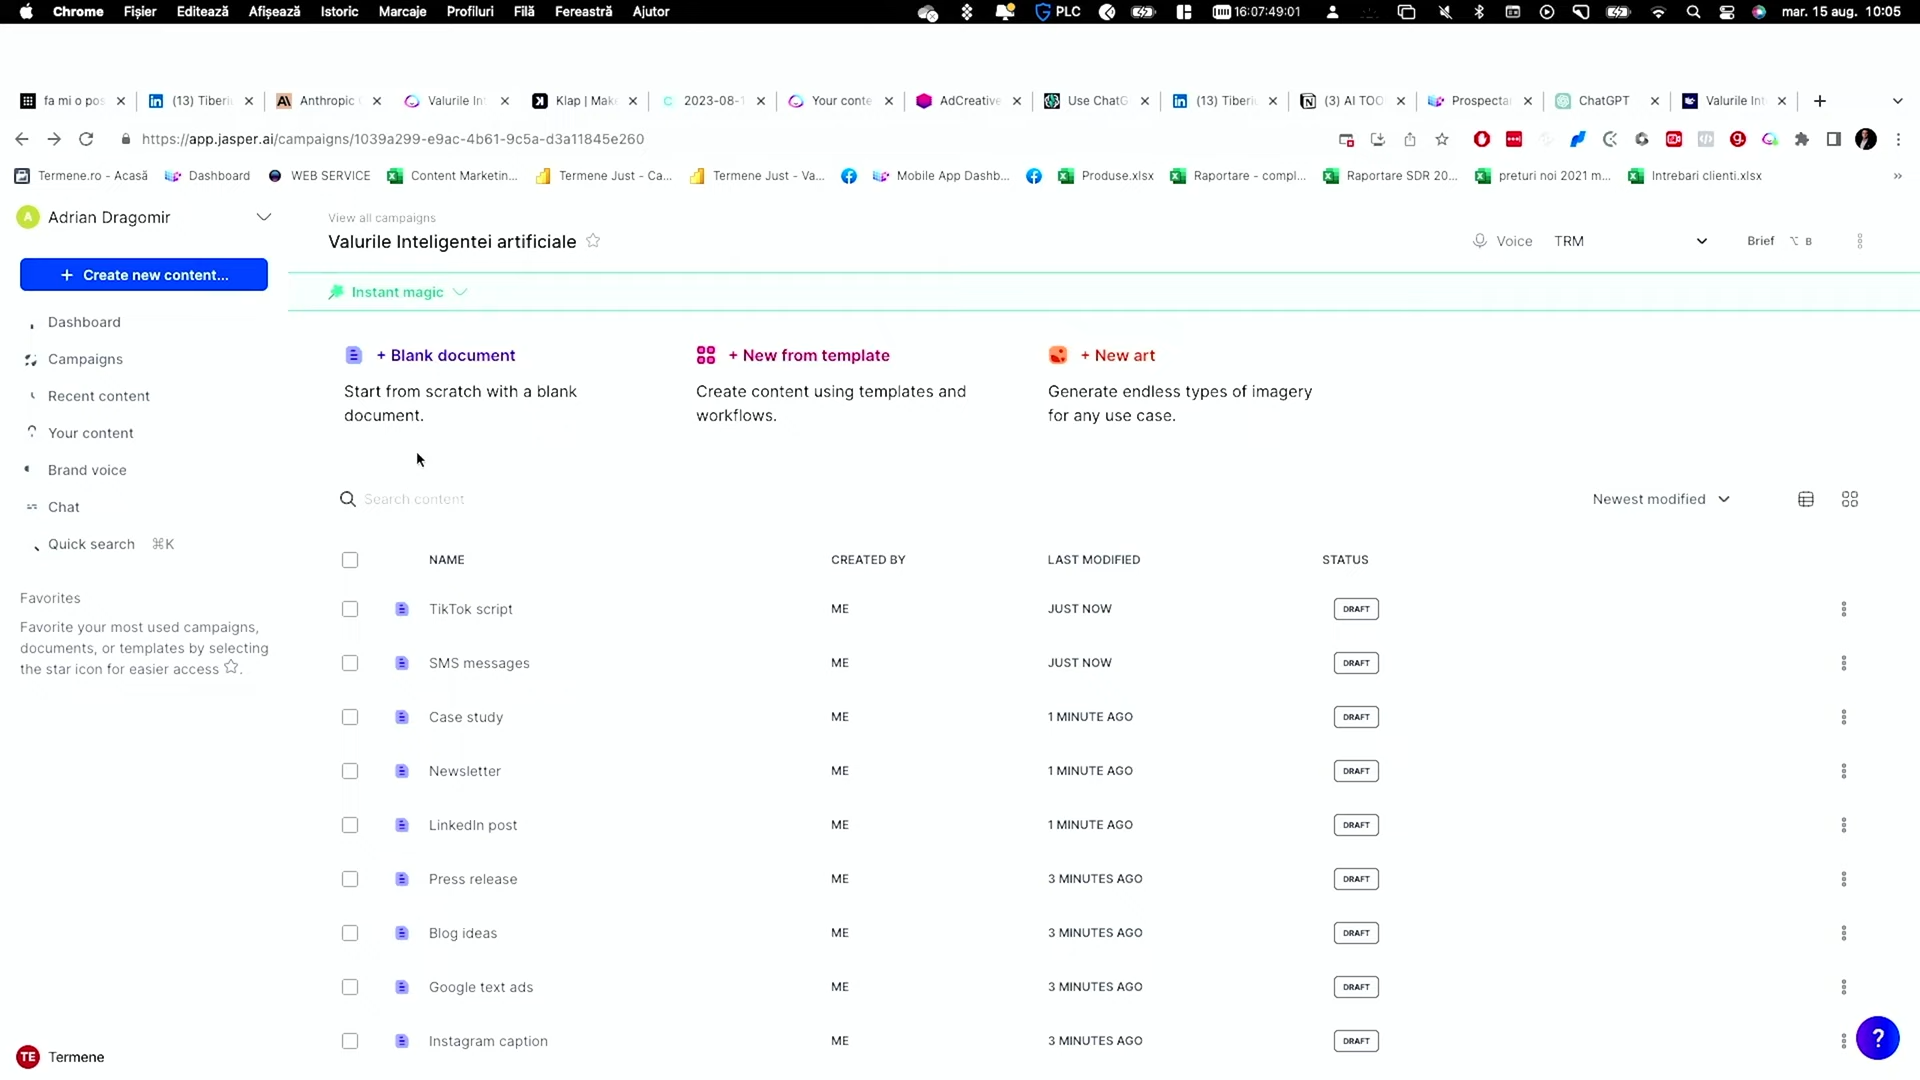 Chrome Fișier Editează Afișează Istoric Marcaje Profiluri Filă Fereastră Ajutor PLC 16:07:49:01 mar. 15 aug. 10:05
fa mi o pos (13) Tiberi Anthropic Valurile In Klap | Make 2023-08-1 Your conte AdCreative Use ChatG (13) Tiberi (3) AI TOO Prospecta ChatGPT Valurile Int
https://app.jasper.ai/campaigns/1039a299-e9ac-4b61-9c5a-d3a11845e260
Termene.ro - Acasă Dashboard WEB SERVICE Content Marketin... Termene Just - Ca... Termene Just - Va... Mobile App Dashb... Produse.xlsx Raportare - compl... Raportare SDR 20... preturi noi 2021 m... Intrebari clienti.xlsx »
A Adrian Dragomir
+ Create new content...
Dashboard
Campaigns
Recent content
Your content
Brand voice
Chat
Quick search ⌘K
Favorites
Favorite your most used campaigns,
documents, or templates by selecting
the star icon for easier access ☆.
TE Termene
View all campaigns
Valurile Inteligentei artificiale
Voice TRM Brief ⌥ B
Instant magic
+ Blank document
Start from scratch with a blank
document.
+ New from template
Create content using templates and
workflows.
+ New art
Generate endless types of imagery
for any use case.
Search content Newest modified
NAME CREATED BY LAST MODIFIED STATUS
TikTok script ME JUST NOW DRAFT
SMS messages ME JUST NOW DRAFT
Case study ME 1 MINUTE AGO DRAFT
Newsletter ME 1 MINUTE AGO DRAFT
LinkedIn post ME 1 MINUTE AGO DRAFT
Press release ME 3 MINUTES AGO DRAFT
Blog ideas ME 3 MINUTES AGO DRAFT
Google text ads ME 3 MINUTES AGO DRAFT
Instagram caption ME 3 MINUTES AGO DRAFT
?